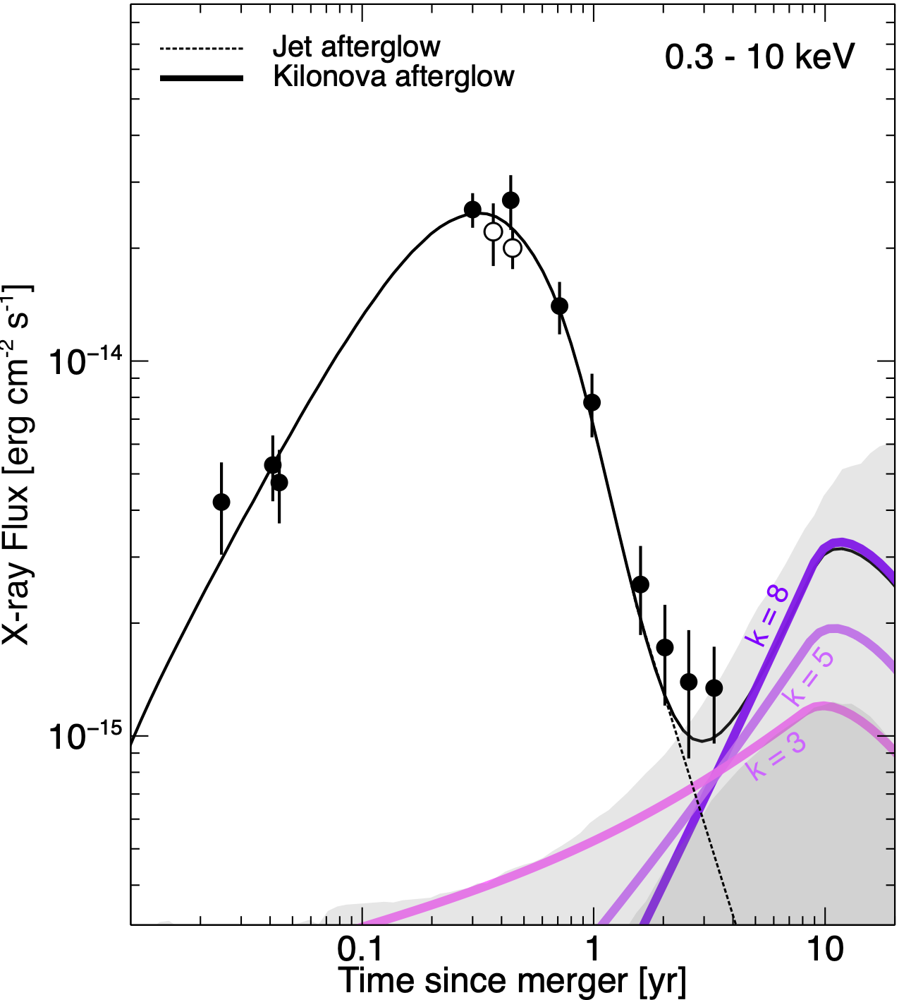 Jet afterglow
Kilonova afterglow
0.3 - 10 keV
X-ray Flux [erg cm⁻² s⁻¹]
10⁻¹⁴
10⁻¹⁵
k = 8
k = 5
k = 3
0.1
1
10
Time since merger [yr]